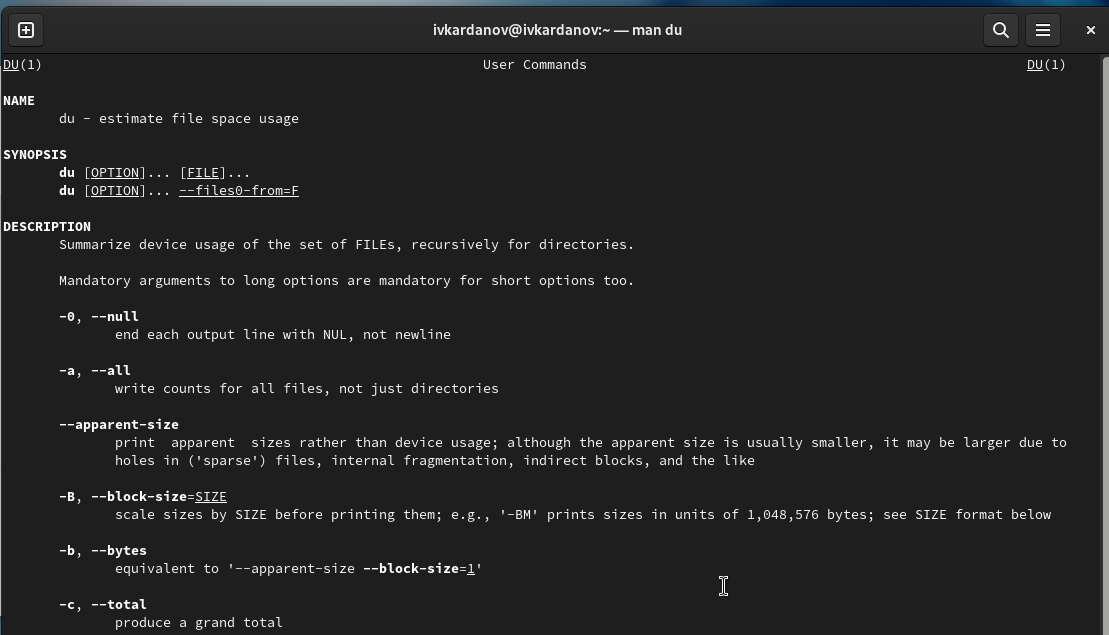 ivkardanov@ivkardanov:~ — man du
DU(1) User Commands DU(1)
NAME
du - estimate file space usage
SYNOPSIS
du [OPTION]... [FILE]...
du [OPTION]... --files0-from=F
DESCRIPTION
Summarize device usage of the set of FILEs, recursively for directories.
Mandatory arguments to long options are mandatory for short options too.
-0, --null
end each output line with NUL, not newline
-a, --all
write counts for all files, not just directories
--apparent-size
print apparent sizes rather than device usage; although the apparent size is usually smaller, it may be larger due to
holes in ('sparse') files, internal fragmentation, indirect blocks, and the like
-B, --block-size=SIZE
scale sizes by SIZE before printing them; e.g., '-BM' prints sizes in units of 1,048,576 bytes; see SIZE format below
-b, --bytes
equivalent to '--apparent-size --block-size=1'
-c, --total
produce a grand total